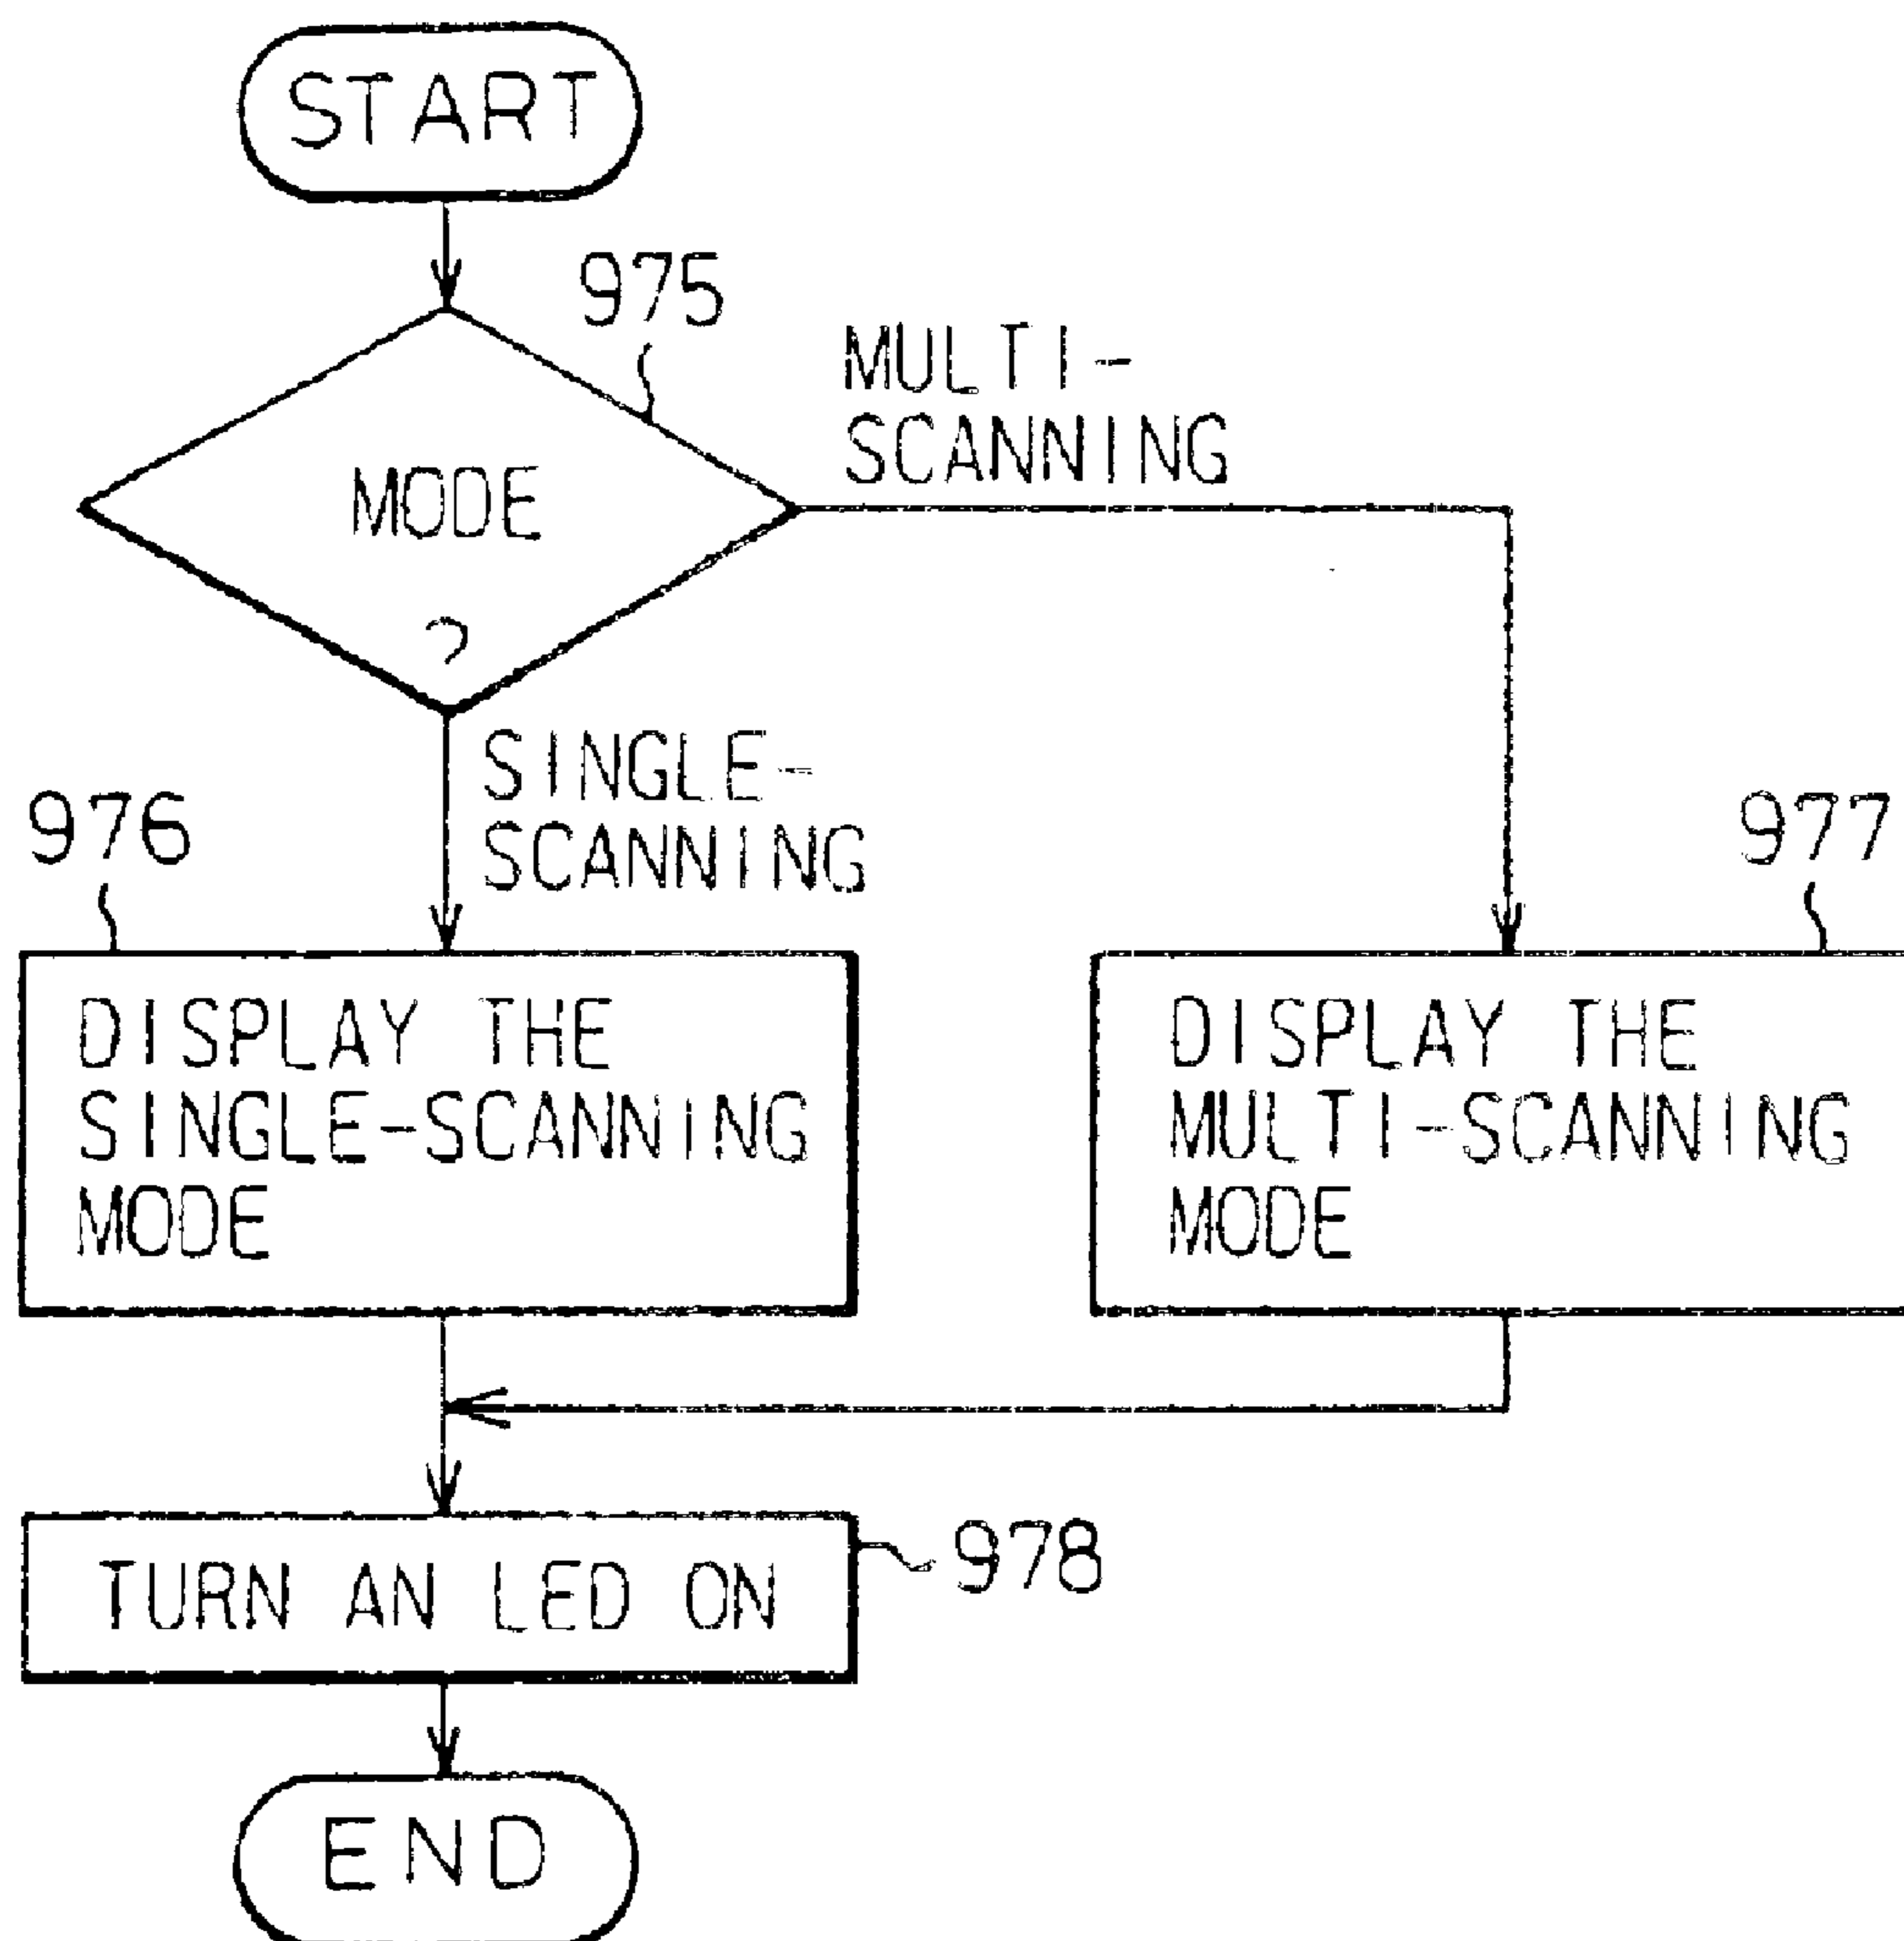 START
975
MULTI-
SCANNING
MODE
?
SINGLE-
SCANNING
976
977
DISPLAY THE
SINGLE-SCANNING
MODE
DISPLAY THE
MULTI-SCANNING
MODE
TURN AN LED ON
978
END